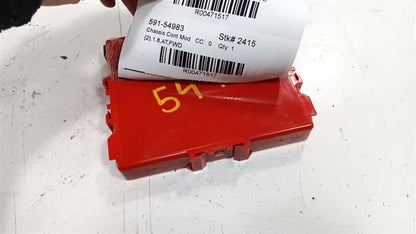 R00471517
591-54983
Stk# 2415
Chassis Cont Mod CC: 0 Qty: 1
(2),1.8,AT,FWD
R00471517
54